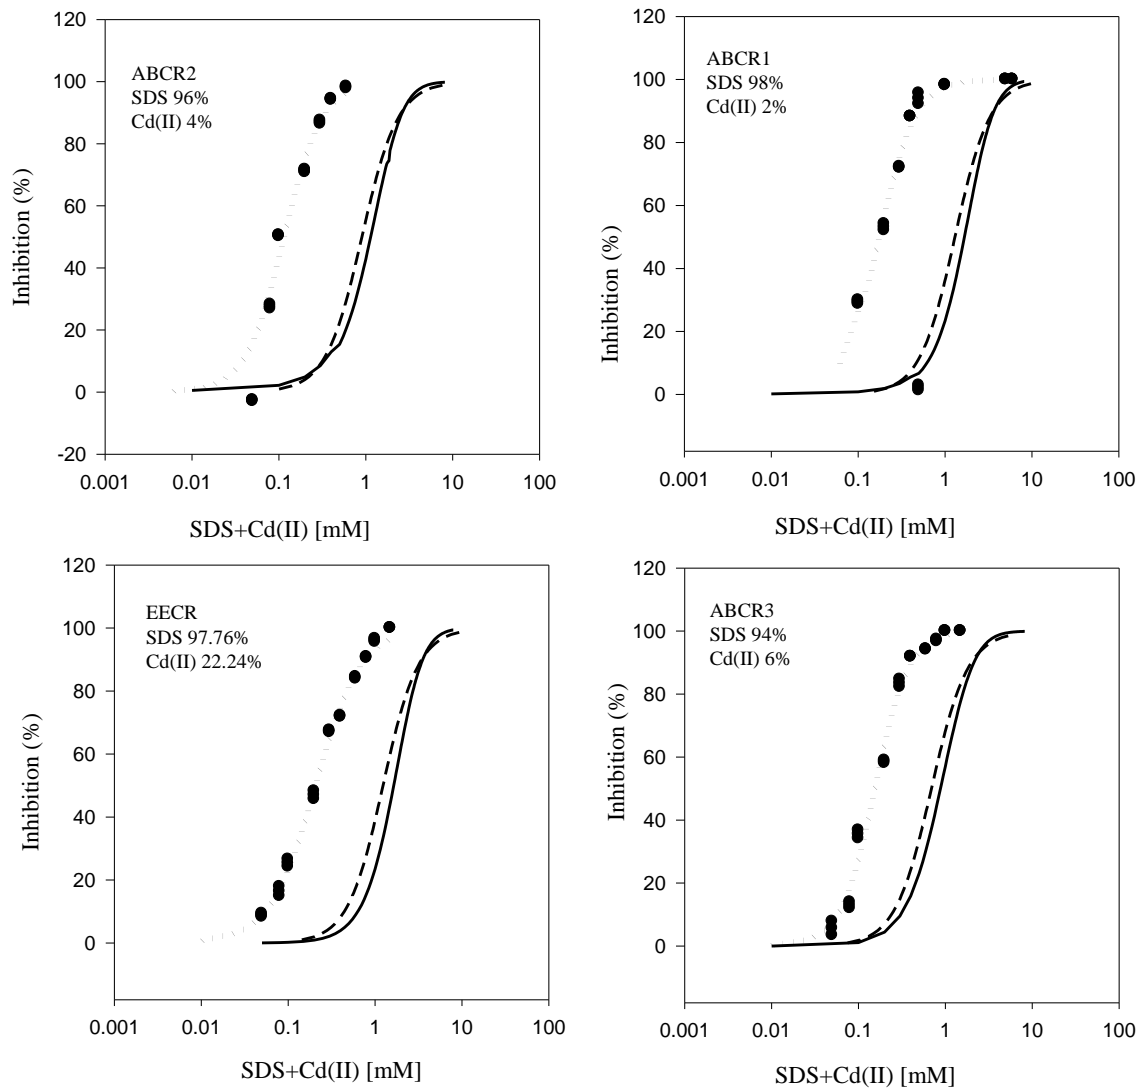 120
100
80
60
40
20
0
-20
ABCR2
SDS 96%
Cd(II) 4%
Inhibition (%)
0.001 0.01 0.1 1 10 100
SDS+Cd(II) [mM]
120
100
80
60
40
20
0
ABCR1
SDS 98%
Cd(II) 2%
Inhibition (%)
0.001 0.01 0.1 1 10 100
SDS+Cd(II) [mM]
120
100
80
60
40
20
0
EECR
SDS 97.76%
Cd(II) 22.24%
Inhibition (%)
0.001 0.01 0.1 1 10 100
SDS+Cd(II) [mM]
120
100
80
60
40
20
0
ABCR3
SDS 94%
Cd(II) 6%
Inhibition (%)
0.001 0.01 0.1 1 10 100
SDS+Cd(II) [mM]